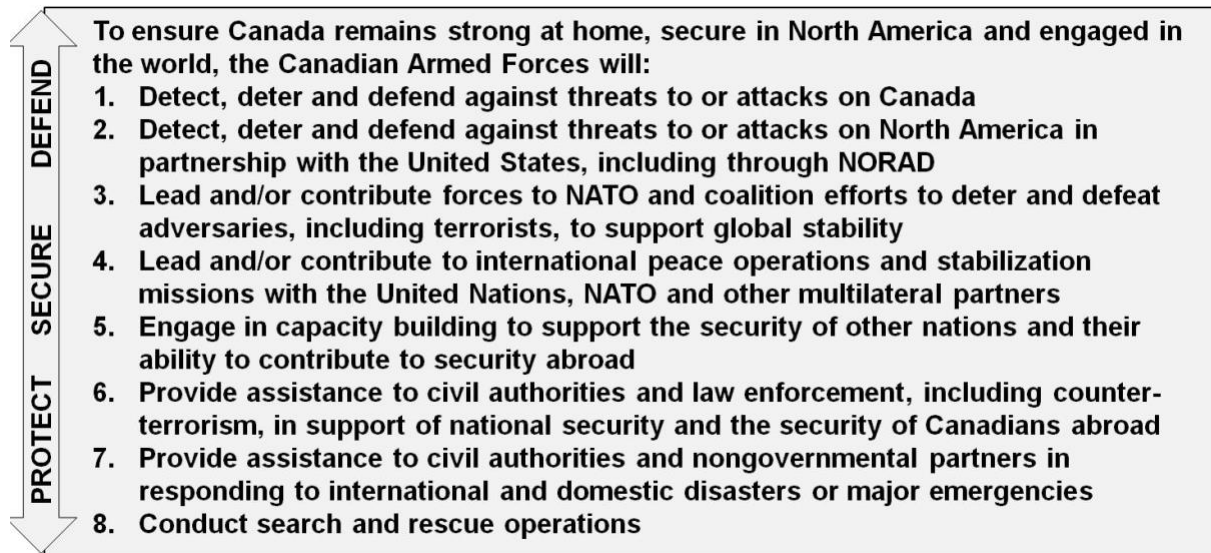 DEFEND
SECURE
PROTECT
To ensure Canada remains strong at home, secure in North America and engaged in
the world, the Canadian Armed Forces will:
1. Detect, deter and defend against threats to or attacks on Canada
2. Detect, deter and defend against threats to or attacks on North America in
partnership with the United States, including through NORAD
3. Lead and/or contribute forces to NATO and coalition efforts to deter and defeat
adversaries, including terrorists, to support global stability
4. Lead and/or contribute to international peace operations and stabilization
missions with the United Nations, NATO and other multilateral partners
5. Engage in capacity building to support the security of other nations and their
ability to contribute to security abroad
6. Provide assistance to civil authorities and law enforcement, including counter-
terrorism, in support of national security and the security of Canadians abroad
7. Provide assistance to civil authorities and nongovernmental partners in
responding to international and domestic disasters or major emergencies
8. Conduct search and rescue operations